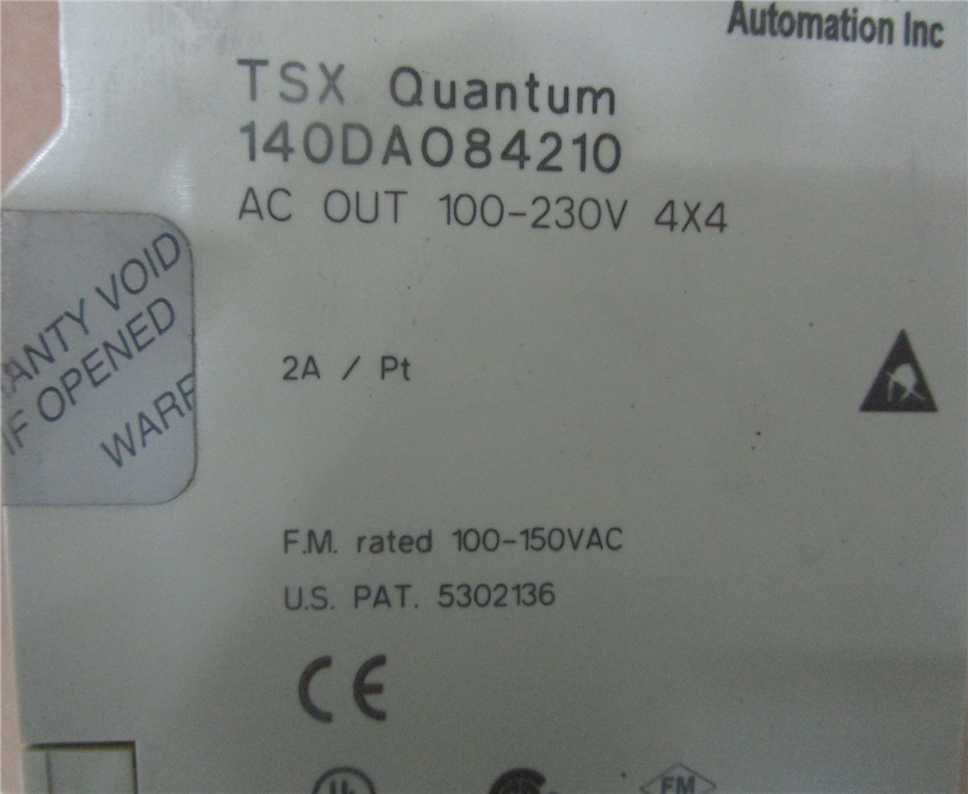 Automation Inc
TSX Quantum
140DAO84210
AC OUT 100-230V 4X4
ANTY VOID
IF OPENED
WARR
2A / Pt
F.M. rated 100-150VAC
U.S. PAT. 5302136
CE
UL
FM